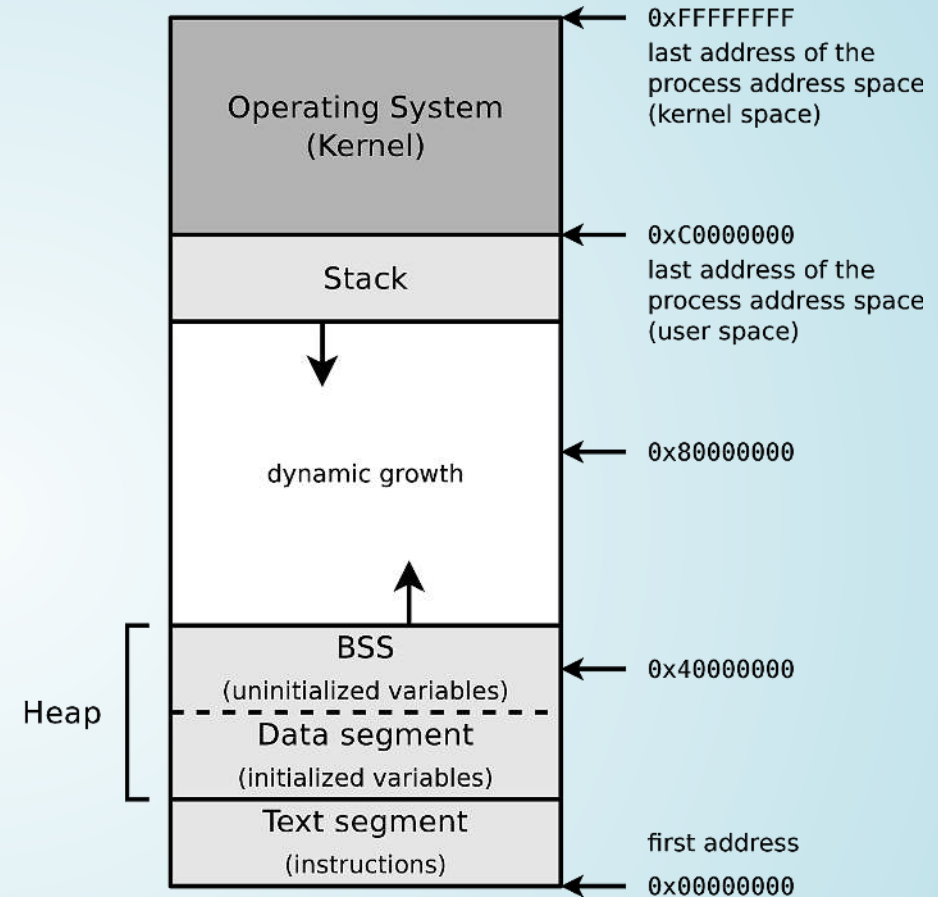 0xFFFFFFFF
last address of the
process address space
(kernel space)
Operating System
(Kernel)
0xC0000000
last address of the
process address space
(user space)
Stack
0x80000000
dynamic growth
0x40000000
Heap
BSS
(uninitialized variables)
Data segment
(initialized variables)
Text segment
(instructions)
first address
0x00000000